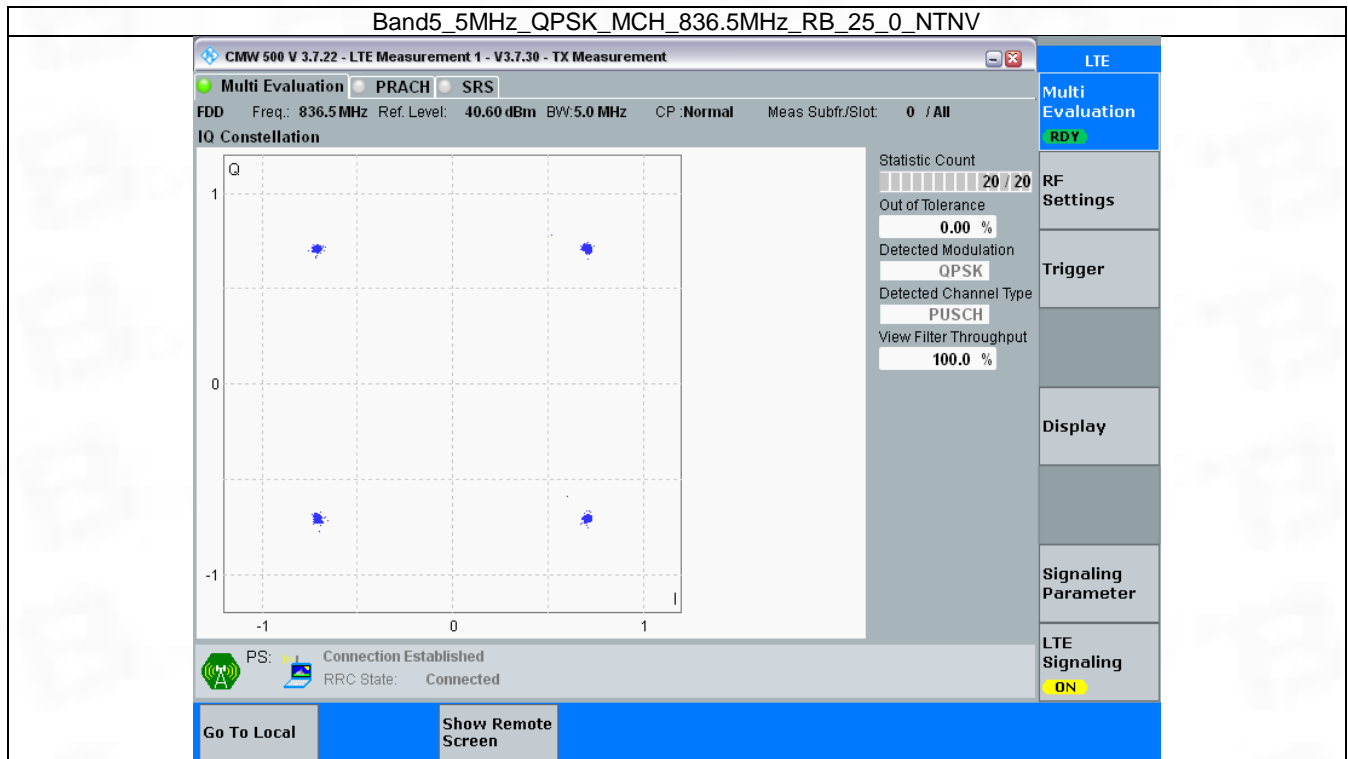 Band5_5MHz_QPSK_MCH_836.5MHz_RB_25_0_NTNV
CMW 500 V 3.7.22 - LTE Measurement 1 - V3.7.30 - TX Measurement
LTE
Multi Evaluation PRACH SRS
FDD Freq.: 836.5 MHz Ref. Level: 40.60 dBm BW: 5.0 MHz CP :Normal Meas Subfr./Slot: 0 / All
IQ Constellation
Q
1
0
-1
I
-1 0 1
Statistic Count
20 / 20
Out of Tolerance
0.00 %
Detected Modulation
QPSK
Detected Channel Type
PUSCH
View Filter Throughput
100.0 %
Multi
Evaluation
RDY
RF
Settings
Trigger
Display
Signaling
Parameter
LTE
Signaling
ON
PS: Connection Established
RRC State: Connected
Go To Local
Show Remote
Screen